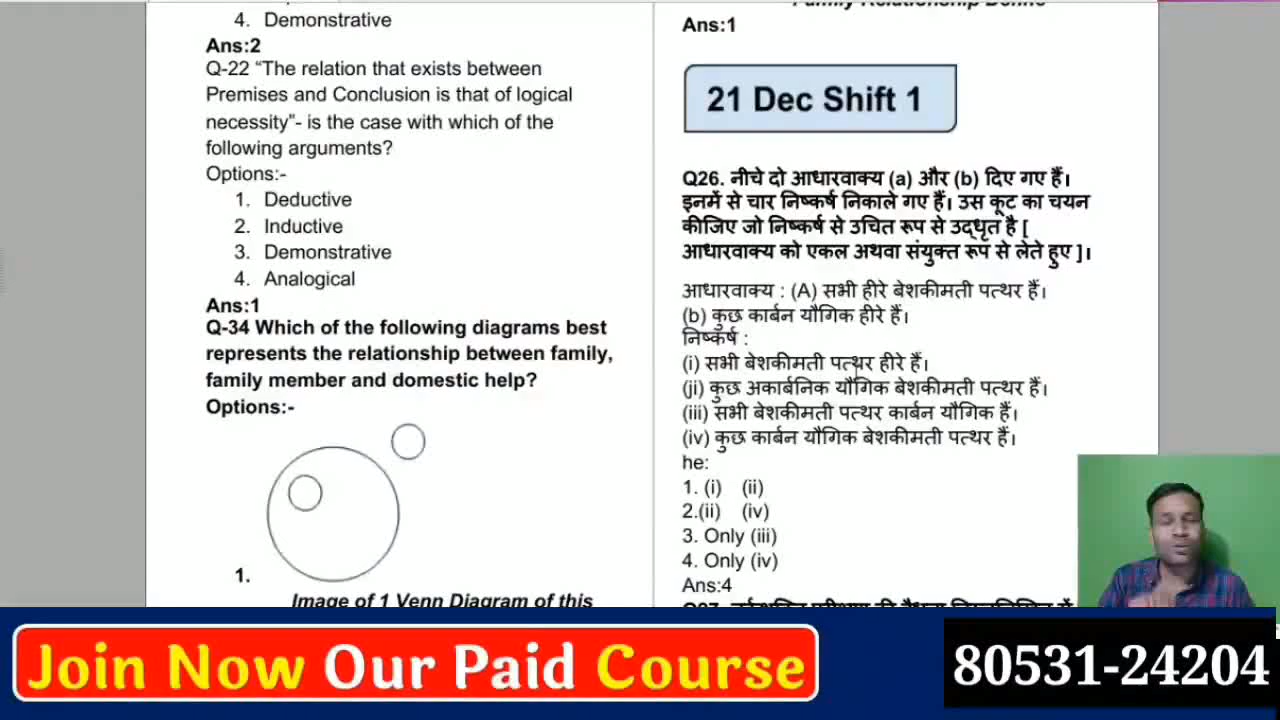 4. Demonstrative
Ans:2
Q-22 “The relation that exists between
Premises and Conclusion is that of logical
necessity”- is the case with which of the
following arguments?
Options:-
1. Deductive
2. Inductive
3. Demonstrative
4. Analogical
Ans:1
Q-34 Which of the following diagrams best
represents the relationship between family,
family member and domestic help?
Options:-
1.
Image of 1 Venn Diagram of this
Family Relationship Define
Ans:1
21 Dec Shift 1
Q26. नीचे दो आधारवाक्य (a) और (b) दिए गए हैं।
इनमें से चार निष्कर्ष निकाले गए हैं। उस कूट का चयन
कीजिए जो निष्कर्ष से उचित रूप से उद्धृत है [
आधारवाक्य को एकल अथवा संयुक्त रूप से लेते हुए ]।
आधारवाक्य : (A) सभी हीरे बेशकीमती पत्थर हैं।
(b) कुछ कार्बन यौगिक हीरे हैं।
निष्कर्ष :
(i) सभी बेशकीमती पत्थर हीरे हैं।
(ji) कुछ अकार्बनिक यौगिक बेशकीमती पत्थर हैं।
(iii) सभी बेशकीमती पत्थर कार्बन यौगिक हैं।
(iv) कुछ कार्बन यौगिक बेशकीमती पत्थर हैं।
he:
1. (i) (ii)
2.(ii) (iv)
3. Only (iii)
4. Only (iv)
Ans:4
Join Now Our Paid Course
80531-24204